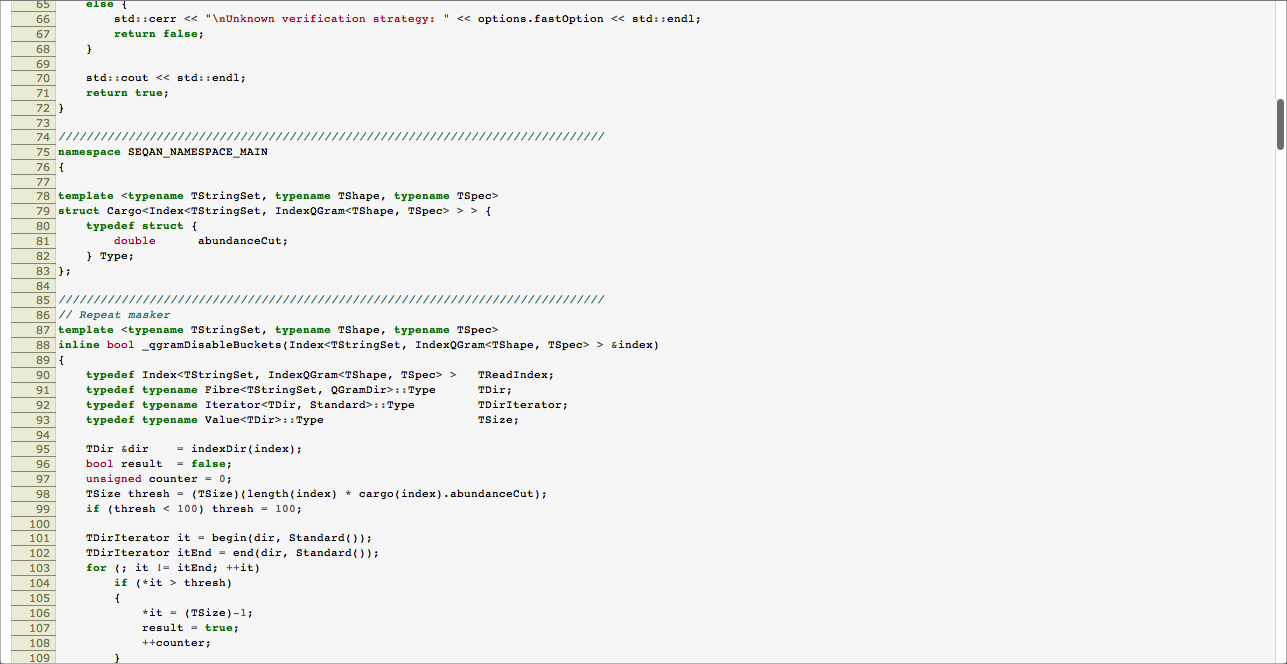 65     else {
66         std::cerr << "\nUnknown verification strategy: " << options.fastOption << std::endl;
67         return false;
68     }
69
70     std::cout << std::endl;
71     return true;
72 }
73
74 //////////////////////////////////////////////////////////////////////////////
75 namespace SEQAN_NAMESPACE_MAIN
76 {
77
78 template <typename TStringSet, typename TShape, typename TSpec>
79 struct Cargo<Index<TStringSet, IndexQGram<TShape, TSpec> > > {
80     typedef struct {
81         double      abundanceCut;
82     } Type;
83 };
84
85 //////////////////////////////////////////////////////////////////////////////
86 // Repeat masker
87 template <typename TStringSet, typename TShape, typename TSpec>
88 inline bool _qgramDisableBuckets(Index<TStringSet, IndexQGram<TShape, TSpec> > &index)
89 {
90     typedef Index<TStringSet, IndexQGram<TShape, TSpec> >   TReadIndex;
91     typedef typename Fibre<TStringSet, QGramDir>::Type      TDir;
92     typedef typename Iterator<TDir, Standard>::Type         TDirIterator;
93     typedef typename Value<TDir>::Type                      TSize;
94
95     TDir &dir    = indexDir(index);
96     bool result  = false;
97     unsigned counter = 0;
98     TSize thresh = (TSize)(length(index) * cargo(index).abundanceCut);
99     if (thresh < 100) thresh = 100;
100
101     TDirIterator it = begin(dir, Standard());
102     TDirIterator itEnd = end(dir, Standard());
103     for (; it != itEnd; ++it)
104         if (*it > thresh)
105         {
106             *it = (TSize)-1;
107             result = true;
108             ++counter;
109         }